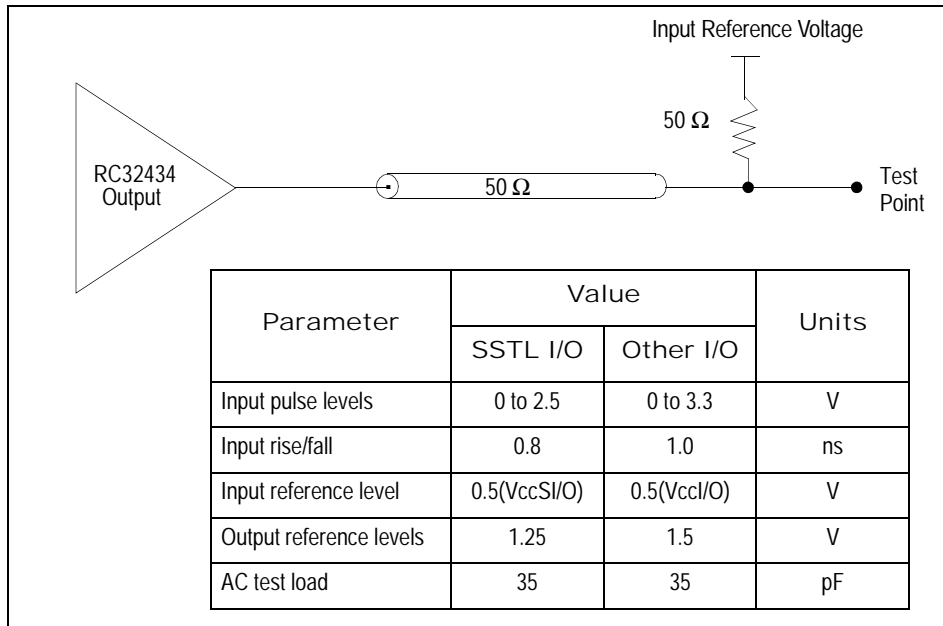 Input Reference Voltage
50 Ω
RC32434
Output
50 Ω
Test
Point
Parameter Value Units
SSTL I/O Other I/O
Input pulse levels 0 to 2.5 0 to 3.3 V
Input rise/fall 0.8 1.0 ns
Input reference level 0.5(VccSI/O) 0.5(VccI/O) V
Output reference levels 1.25 1.5 V
AC test load 35 35 pF